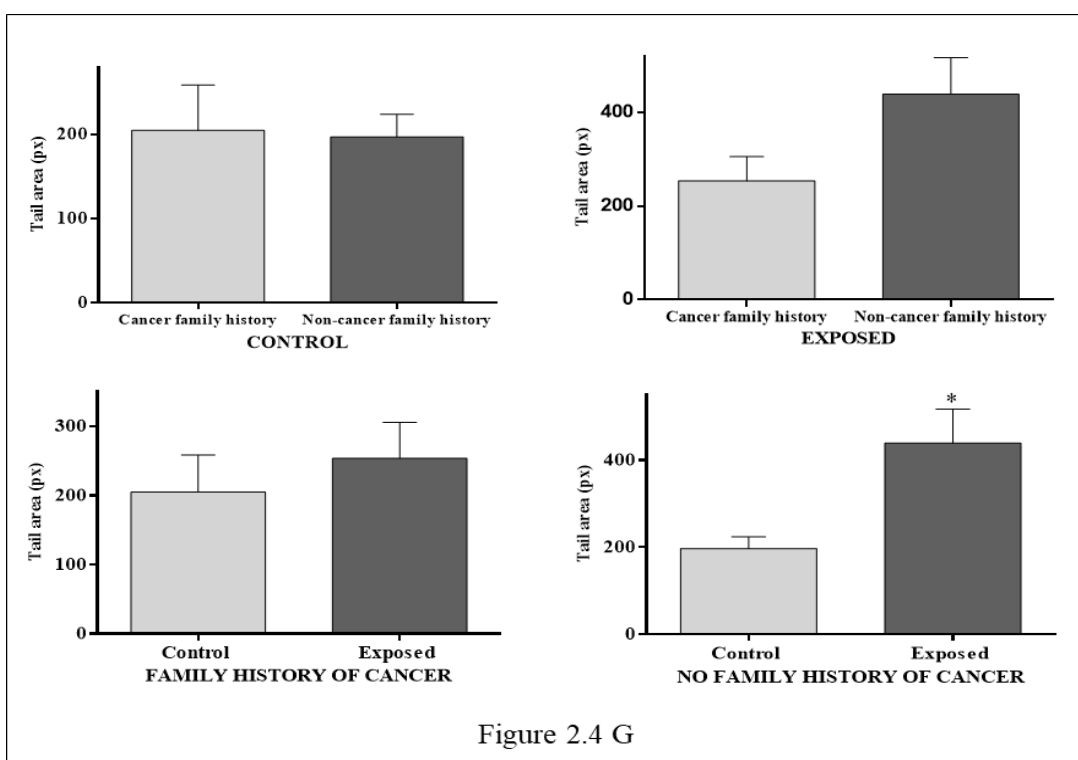 Tail area (px)
200
100
0
Cancer family history Non-cancer family history
CONTROL
Tail area (px)
400
200
0
Cancer family history Non-cancer family history
EXPOSED
Tail area (px)
300
200
100
0
Control Exposed
FAMILY HISTORY OF CANCER
Tail area (px)
400
200
0
*
Control Exposed
NO FAMILY HISTORY OF CANCER
Figure 2.4 G